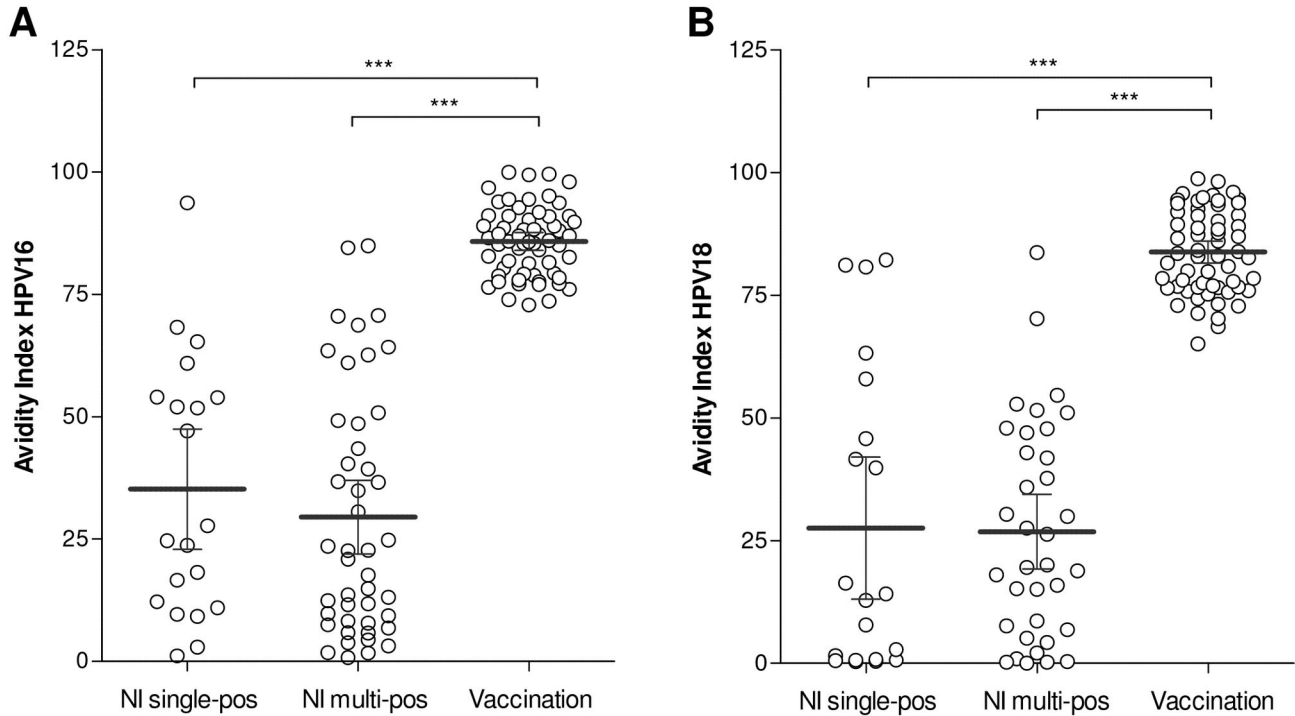 A
125
100
75
50
25
0
Avidity Index HPV16
***
***
NI single-pos NI multi-pos Vaccination
B
125
100
75
50
25
0
Avidity Index HPV18
***
***
NI single-pos NI multi-pos Vaccination